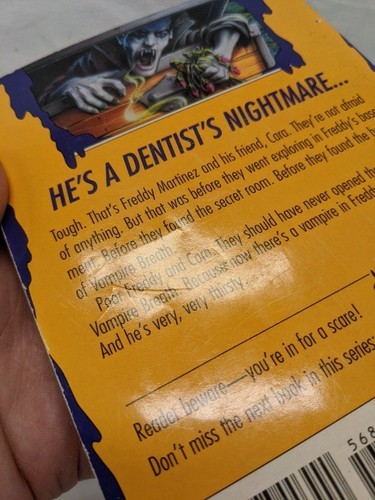 HE'S A DENTIST'S NIGHTMARE...
Tough. That's Freddy Martinez and his friend, Cara. They're not afraid
of anything. But that was before they went exploring in Freddy's base-
ment. Before they found the secret room. Before they found the
of Vampire Breath.
Poor Freddy and Cara. They should have never opened tha
Vampire Breath. Because now there's a vampire in Freddy
And he's very, very thirsty....
Reader beware—you're in for a scare!
Don't miss the next book in this series:
568